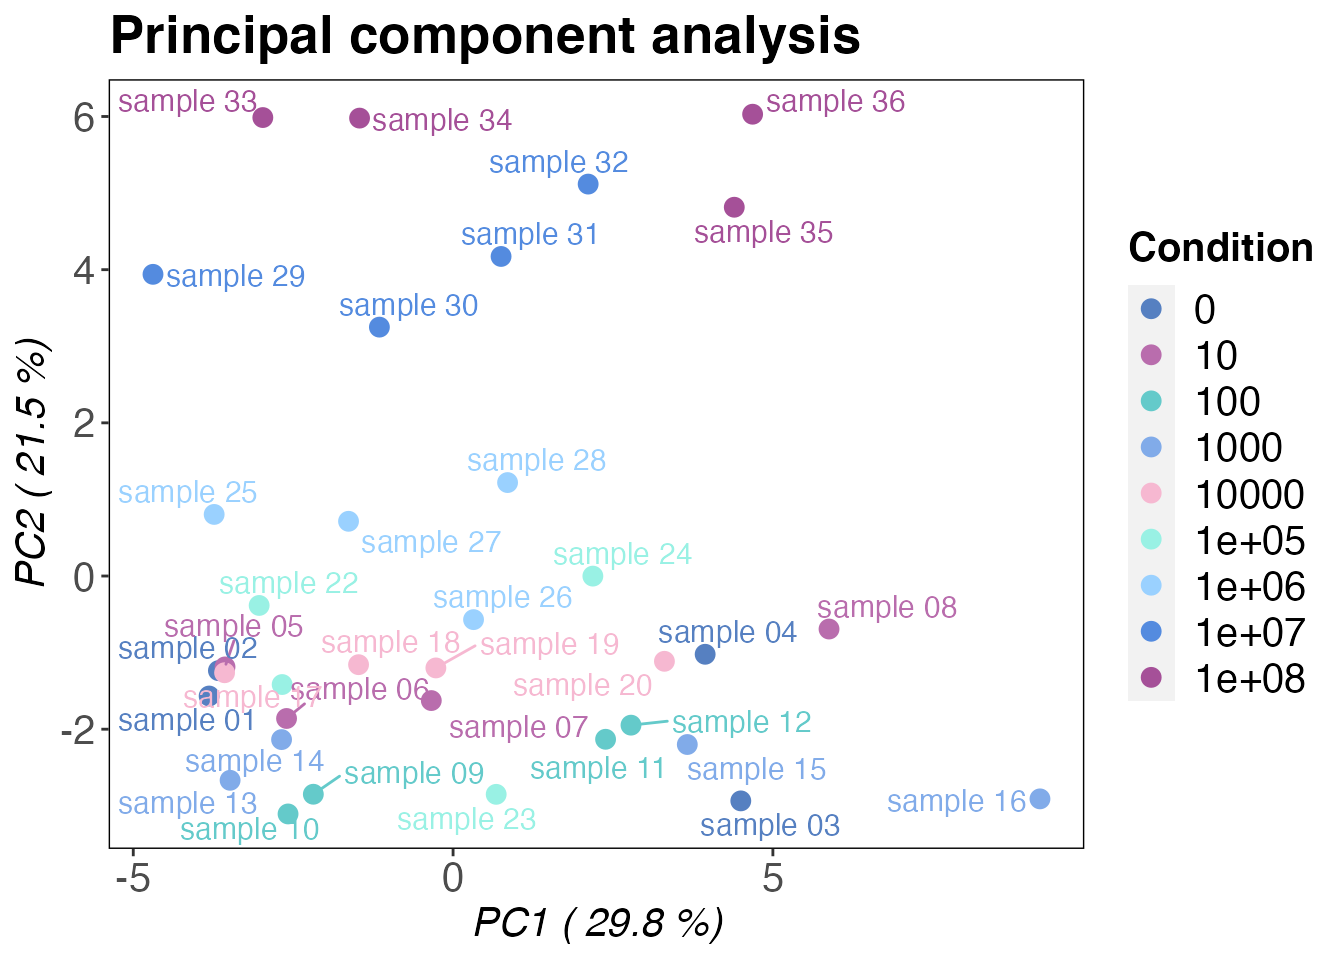 Principal component analysis
sample 33
sample 34
sample 36
sample 32
sample 35
sample 31
sample 29
sample 30
sample 28
sample 25
sample 27
sample 24
sample 22
sample 26
sample 08
sample 05
sample 04
sample 02
sample 18
sample 19
sample 20
sample 06
sample 17
sample 01
sample 07
sample 12
sample 14
sample 11
sample 15
sample 09
sample 13
sample 16
sample 10
sample 23
sample 03
6
4
2
0
-2
PC2 ( 21.5 %)
-5
0
5
PC1 ( 29.8 %)
Condition
0
10
100
1000
10000
1e+05
1e+06
1e+07
1e+08